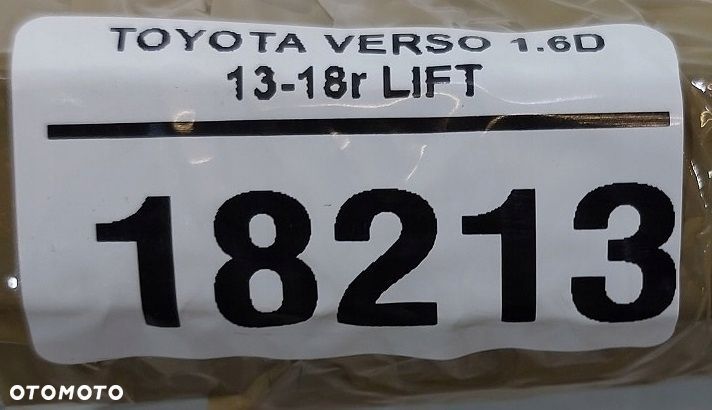 TOYOTA VERSO 1.6D
13-18r LIFT
18213
OTOMOTO